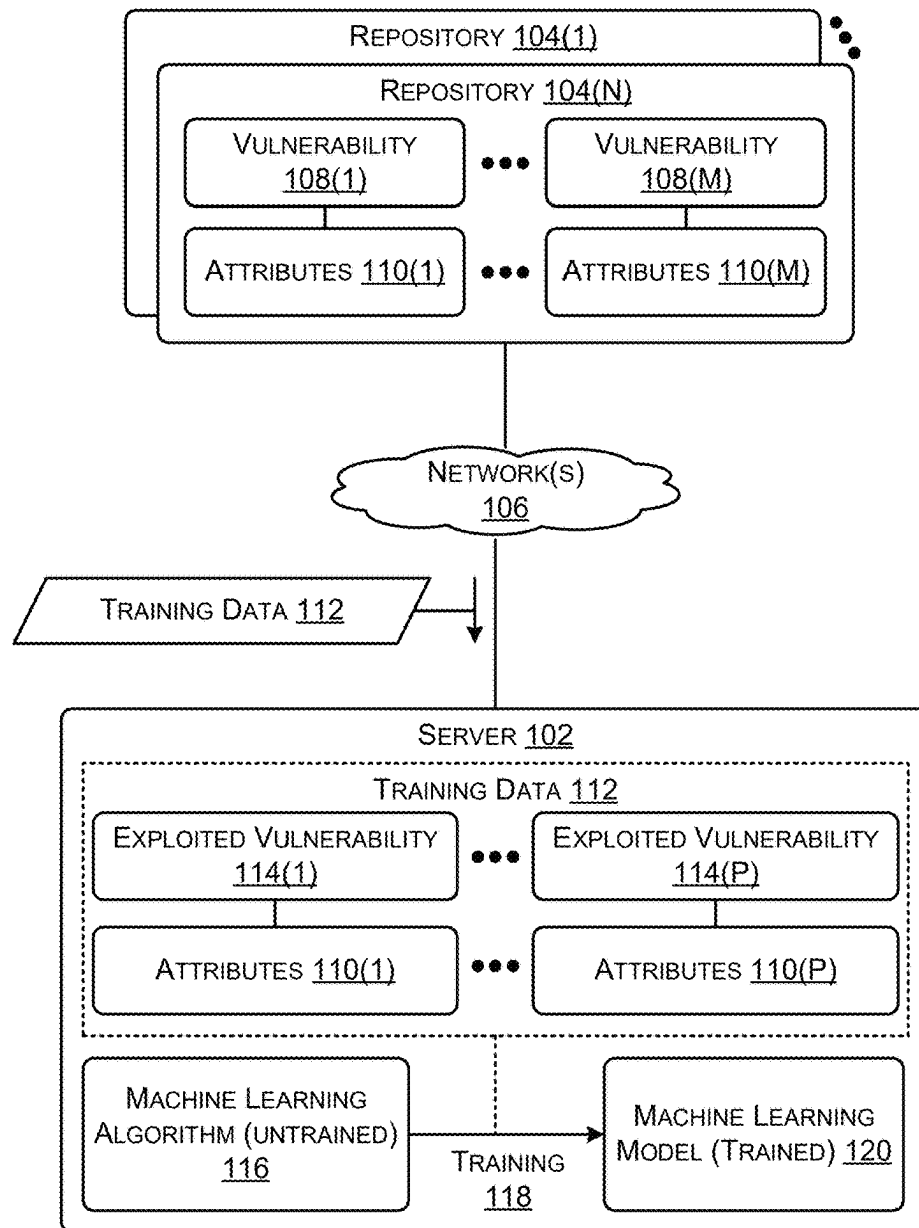 REPOSITORY 104(1)
REPOSITORY 104(N)
VULNERABILITY
108(1)
VULNERABILITY
108(M)
ATTRIBUTES 110(1)
ATTRIBUTES 110(M)
NETWORK(S)
106
TRAINING DATA 112
SERVER 102
TRAINING DATA 112
EXPLOITED VULNERABILITY
114(1)
EXPLOITED VULNERABILITY
114(P)
ATTRIBUTES 110(1)
ATTRIBUTES 110(P)
MACHINE LEARNING
ALGORITHM (UNTRAINED)
116
TRAINING
118
MACHINE LEARNING
MODEL (TRAINED) 120